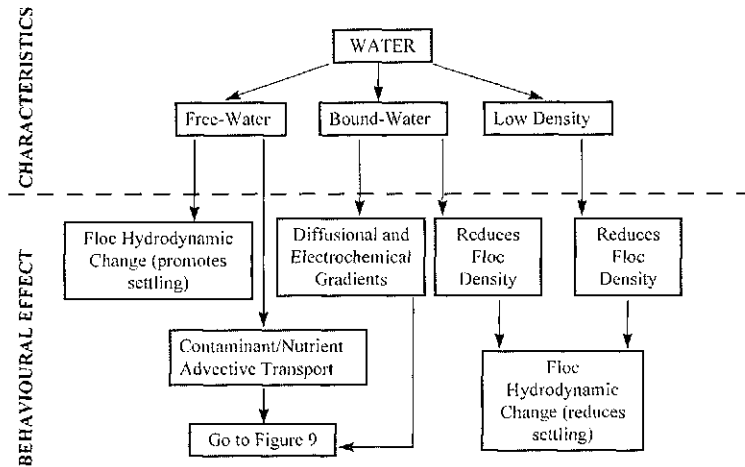 CHARACTERISTICS
WATER
Free-Water
Bound-Water
Low Density
BEHAVIOURAL EFFECT
Floc Hydrodynamic
Change (promotes
settling)
Diffusional and
Electrochemical
Gradients
Reduces
Floc
Density
Reduces
Floc
Density
Contaminant/Nutrient
Advective Transport
Floc
Hydrodynamic
Change (reduces
settling)
Go to Figure 9